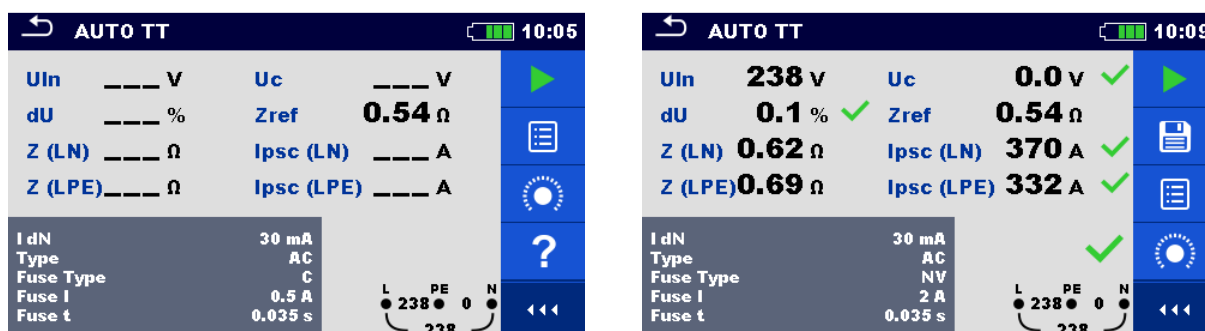 AUTO TT 10:05
Uln ___ V Uc ___ V
dU ___ % Zref 0.54 Ω
Z (LN) ___ Ω Ipsc (LN) ___ A
Z (LPE)___ Ω Ipsc (LPE) ___ A
I dN 30 mA
Type AC
Fuse Type C
Fuse I 0.5 A
Fuse t 0.035 s
?
L PE N
238 0
238
AUTO TT 10:09
Uln 238 V Uc 0.0 V
dU 0.1 % Zref 0.54 Ω
Z (LN) 0.62 Ω Ipsc (LN) 370 A
Z (LPE) 0.69 Ω Ipsc (LPE) 332 A
I dN 30 mA
Type AC
Fuse Type NV
Fuse I 2 A
Fuse t 0.035 s
L PE N
238 0
238